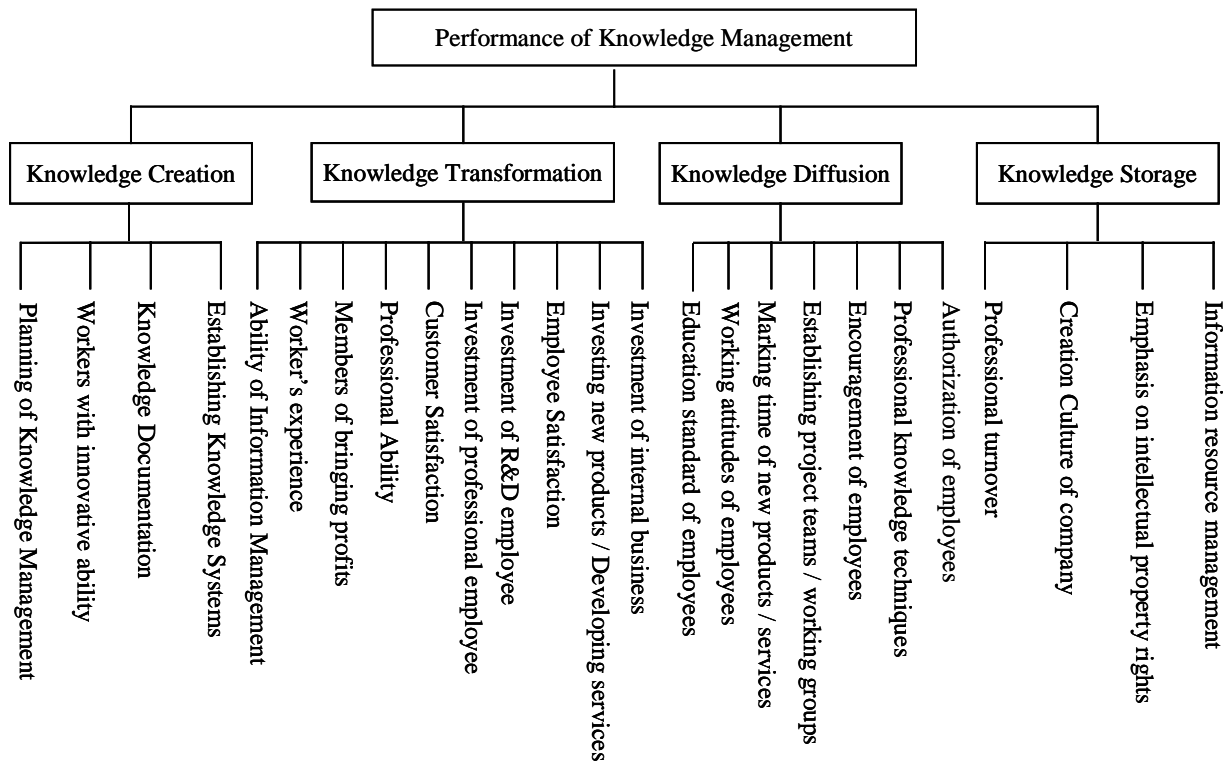 Performance of Knowledge Management
Knowledge Creation
Knowledge Transformation
Knowledge Diffusion
Knowledge Storage
Planning of Knowledge Management
Workers with innovative ability
Knowledge Documentation
Establishing Knowledge Systems
Ability of Information Management
Worker's experience
Members of bringing profits
Professional Ability
Customer Satisfaction
Investment of professional employee
Investment of R&D employee
Employee Satisfaction
Investing new products / Developing services
Investment of internal business
Education standard of employees
Working attitudes of employees
Marking time of new products / services
Establishing project teams / working groups
Encouragement of employees
Professional knowledge techniques
Authorization of employees
Professional turnover
Creation Culture of company
Emphasis on intellectual property rights
Information resource management